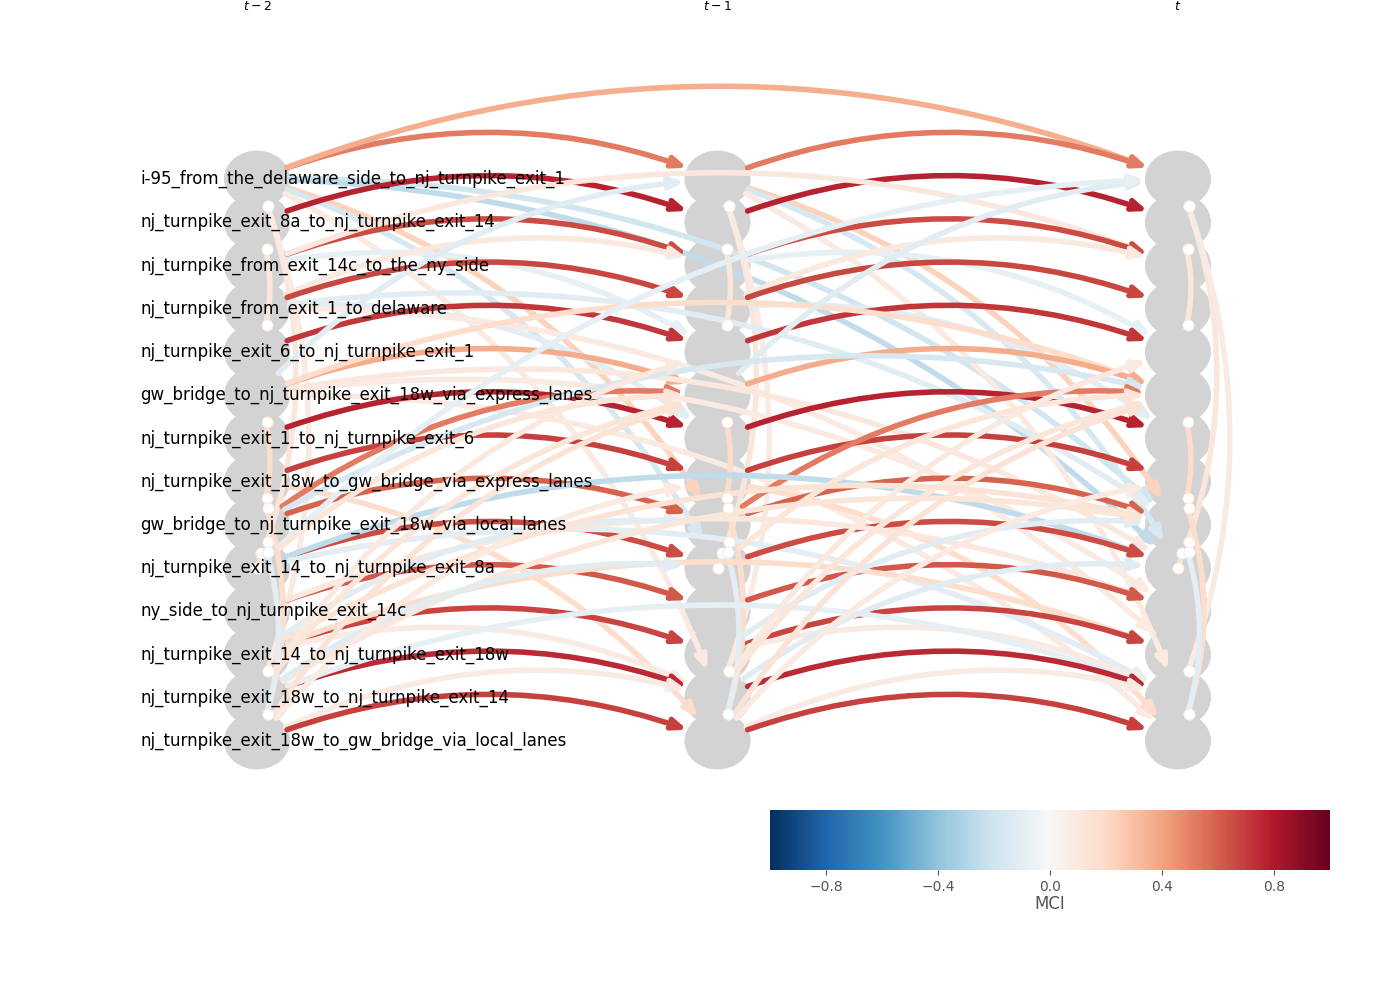 t − 2 t − 1 t
i-95_from_the_delaware_side_to_nj_turnpike_exit_1
nj_turnpike_exit_8a_to_nj_turnpike_exit_14
nj_turnpike_from_exit_14c_to_the_ny_side
nj_turnpike_from_exit_1_to_delaware
nj_turnpike_exit_6_to_nj_turnpike_exit_1
gw_bridge_to_nj_turnpike_exit_18w_via_express_lanes
nj_turnpike_exit_1_to_nj_turnpike_exit_6
nj_turnpike_exit_18w_to_gw_bridge_via_express_lanes
gw_bridge_to_nj_turnpike_exit_18w_via_local_lanes
nj_turnpike_exit_14_to_nj_turnpike_exit_8a
ny_side_to_nj_turnpike_exit_14c
nj_turnpike_exit_14_to_nj_turnpike_exit_18w
nj_turnpike_exit_18w_to_nj_turnpike_exit_14
nj_turnpike_exit_18w_to_gw_bridge_via_local_lanes
−0.8 −0.4 0.0 0.4 0.8
MCI